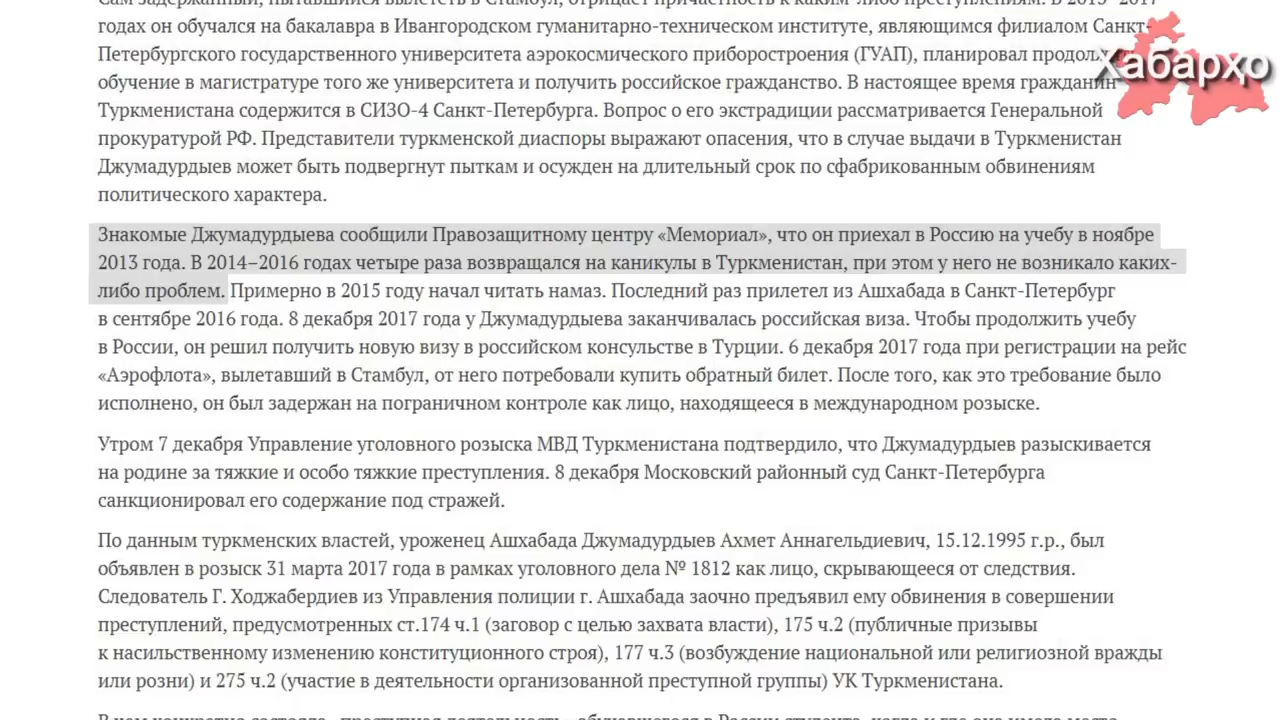 Сам задержанный, пытавшийся вылететь в Стамбул, отрицает причастность к каким-либо преступлениям. В 2013–2017
годах он обучался на бакалавра в Ивангородском гуманитарно-техническом институте, являющимся филиалом Санкт-
Петербургского государственного университета аэрокосмического приборостроения (ГУАП), планировал продолж
обучение в магистратуре того же университета и получить российское гражданство. В настоящее время гражданин
Туркменистана содержится в СИЗО-4 Санкт-Петербурга. Вопрос о его экстрадиции рассматривается Генеральной
прокуратурой РФ. Представители туркменской диаспоры выражают опасения, что в случае выдачи в Туркменистан
Джумадурдыев может быть подвергнут пыткам и осужден на длительный срок по сфабрикованным обвинениям
политического характера.
Хабарҳо
Знакомые Джумадурдыева сообщили Правозащитному центру «Мемориал», что он приехал в Россию на учебу в ноябре
2013 года. В 2014–2016 годах четыре раза возвращался на каникулы в Туркменистан, при этом у него не возникало каких-
либо проблем. Примерно в 2015 году начал читать намаз. Последний раз прилетел из Ашхабада в Санкт-Петербург
в сентябре 2016 года. 8 декабря 2017 года у Джумадурдыева заканчивалась российская виза. Чтобы продолжить учебу
в России, он решил получить новую визу в российском консульстве в Турции. 6 декабря 2017 года при регистрации на рейс
«Аэрофлота», вылетавший в Стамбул, от него потребовали купить обратный билет. После того, как это требование было
исполнено, он был задержан на пограничном контроле как лицо, находящееся в международном розыске.
Утром 7 декабря Управление уголовного розыска МВД Туркменистана подтвердило, что Джумадурдыев разыскивается
на родине за тяжкие и особо тяжкие преступления. 8 декабря Московский районный суд Санкт-Петербурга
санкционировал его содержание под стражей.
По данным туркменских властей, уроженец Ашхабада Джумадурдыев Ахмет Аннагельдиевич, 15.12.1995 г.р., был
объявлен в розыск 31 марта 2017 года в рамках уголовного дела № 1812 как лицо, скрывающееся от следствия.
Следователь Г. Ходжабердиев из Управления полиции г. Ашхабада заочно предъявил ему обвинения в совершении
преступлений, предусмотренных ст.174 ч.1 (заговор с целью захвата власти), 175 ч.2 (публичные призывы
к насильственному изменению конституционного строя), 177 ч.3 (возбуждение национальной или религиозной вражды
или розни) и 275 ч.2 (участие в деятельности организованной преступной группы) УК Туркменистана.